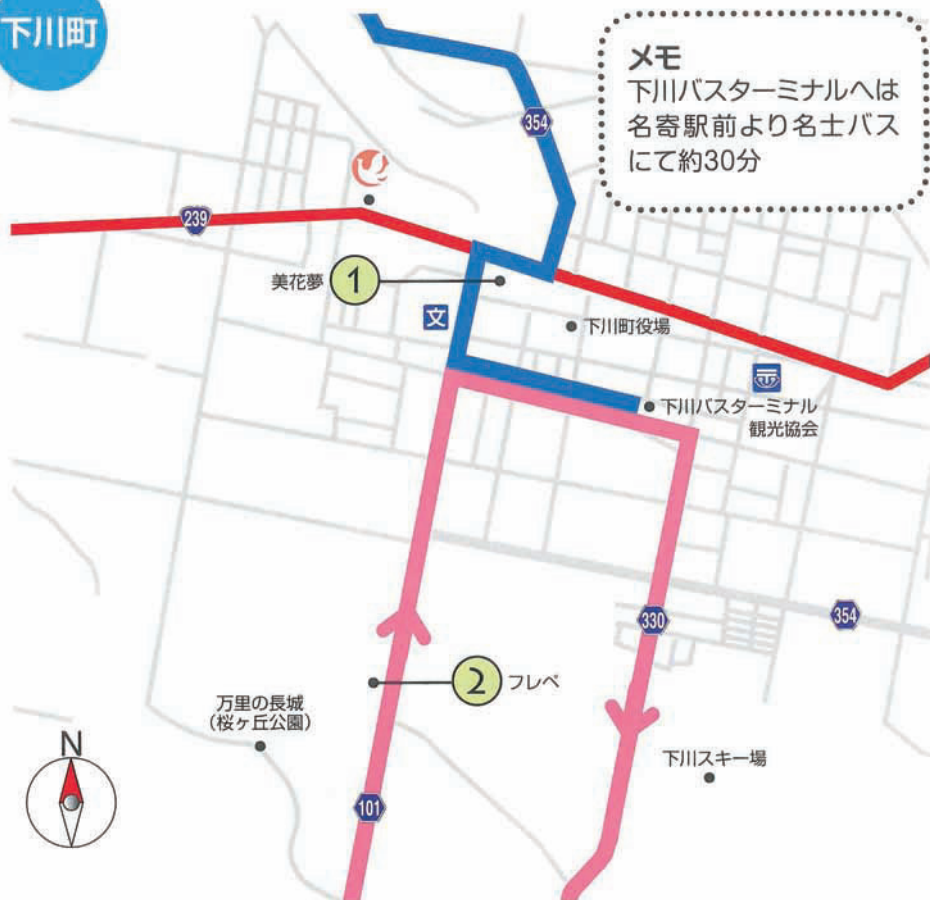 下川町
メモ
下川バスターミナルへは
名寄駅前より名士バス
にて約30分
354
239
美花夢
1
文
下川町役場
下川バスターミナル
観光協会
330
354
2
フレペ
万里の長城
(桜ヶ丘公園)
N
下川スキー場
101